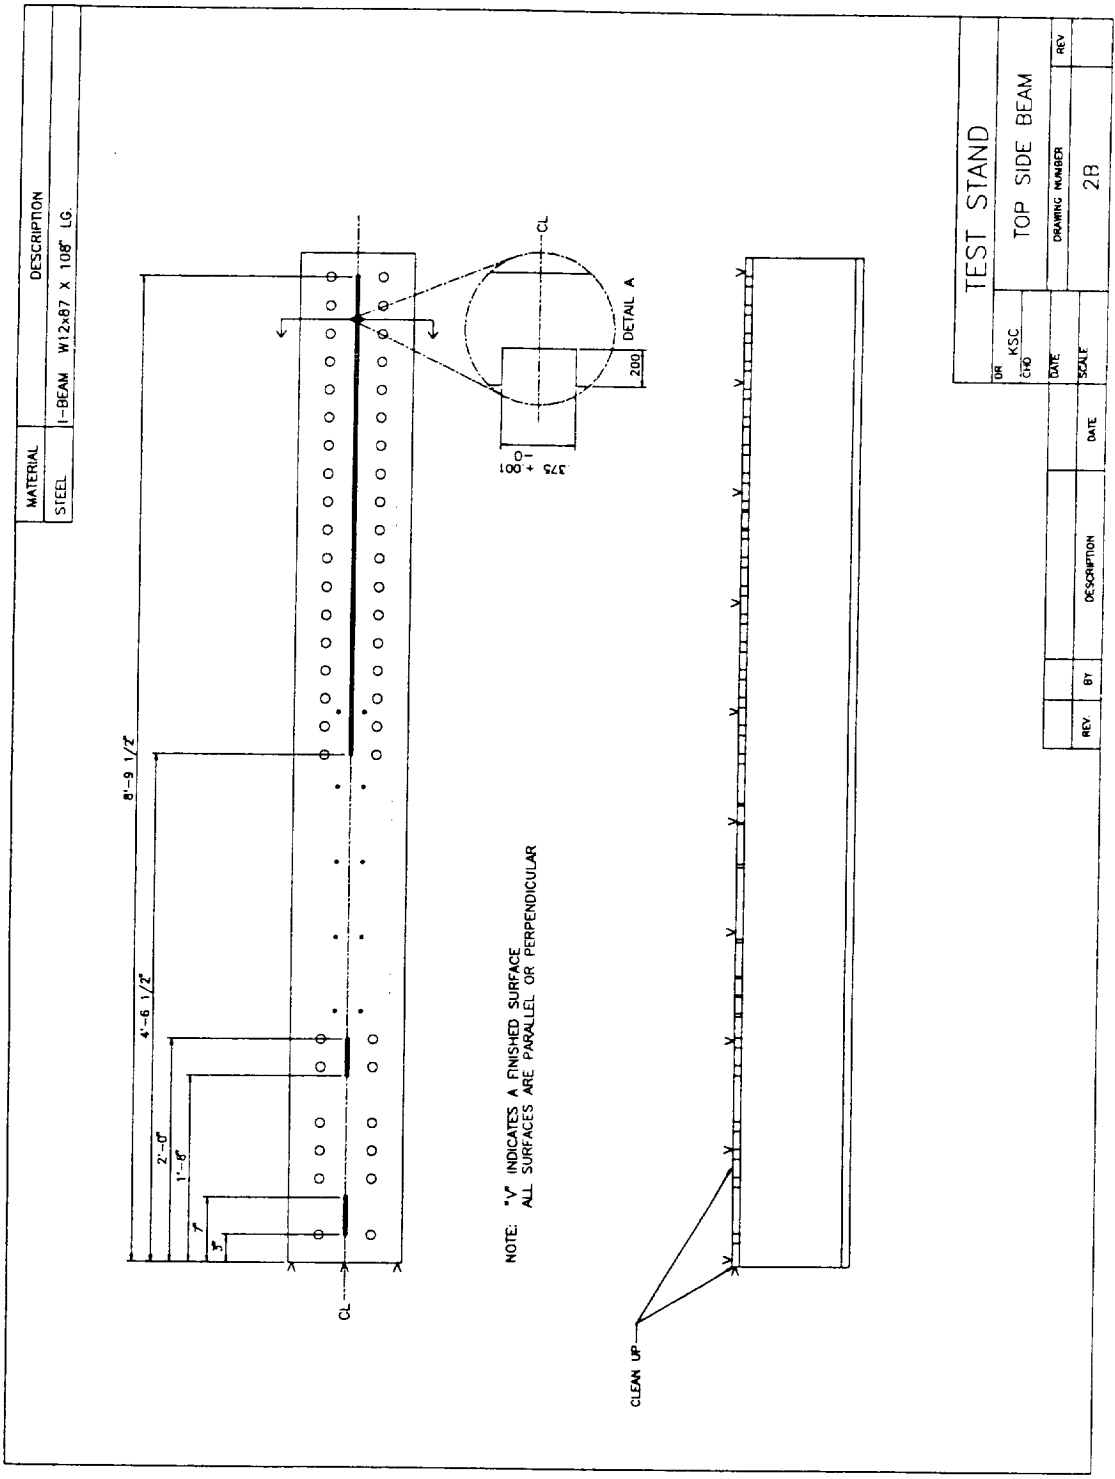 MATERIAL
DESCRIPTION
STEEL
I-BEAM W12x87 X 108" LG.
8'-9 1/2"
4'-6 1/2"
2'-0"
1'-8"
7"
3"
CL
.375 +.001
-0
.200
DETAIL A
CL
NOTE: "V" INDICATES A FINISHED SURFACE
ALL SURFACES ARE PARALLEL OR PERPENDICULAR
CLEAN UP
TEST STAND
DR
KSC
CHD
TOP SIDE BEAM
DATE
SCALE
DRAWING NUMBER
REV
2B
REV.
BY
DESCRIPTION
DATE